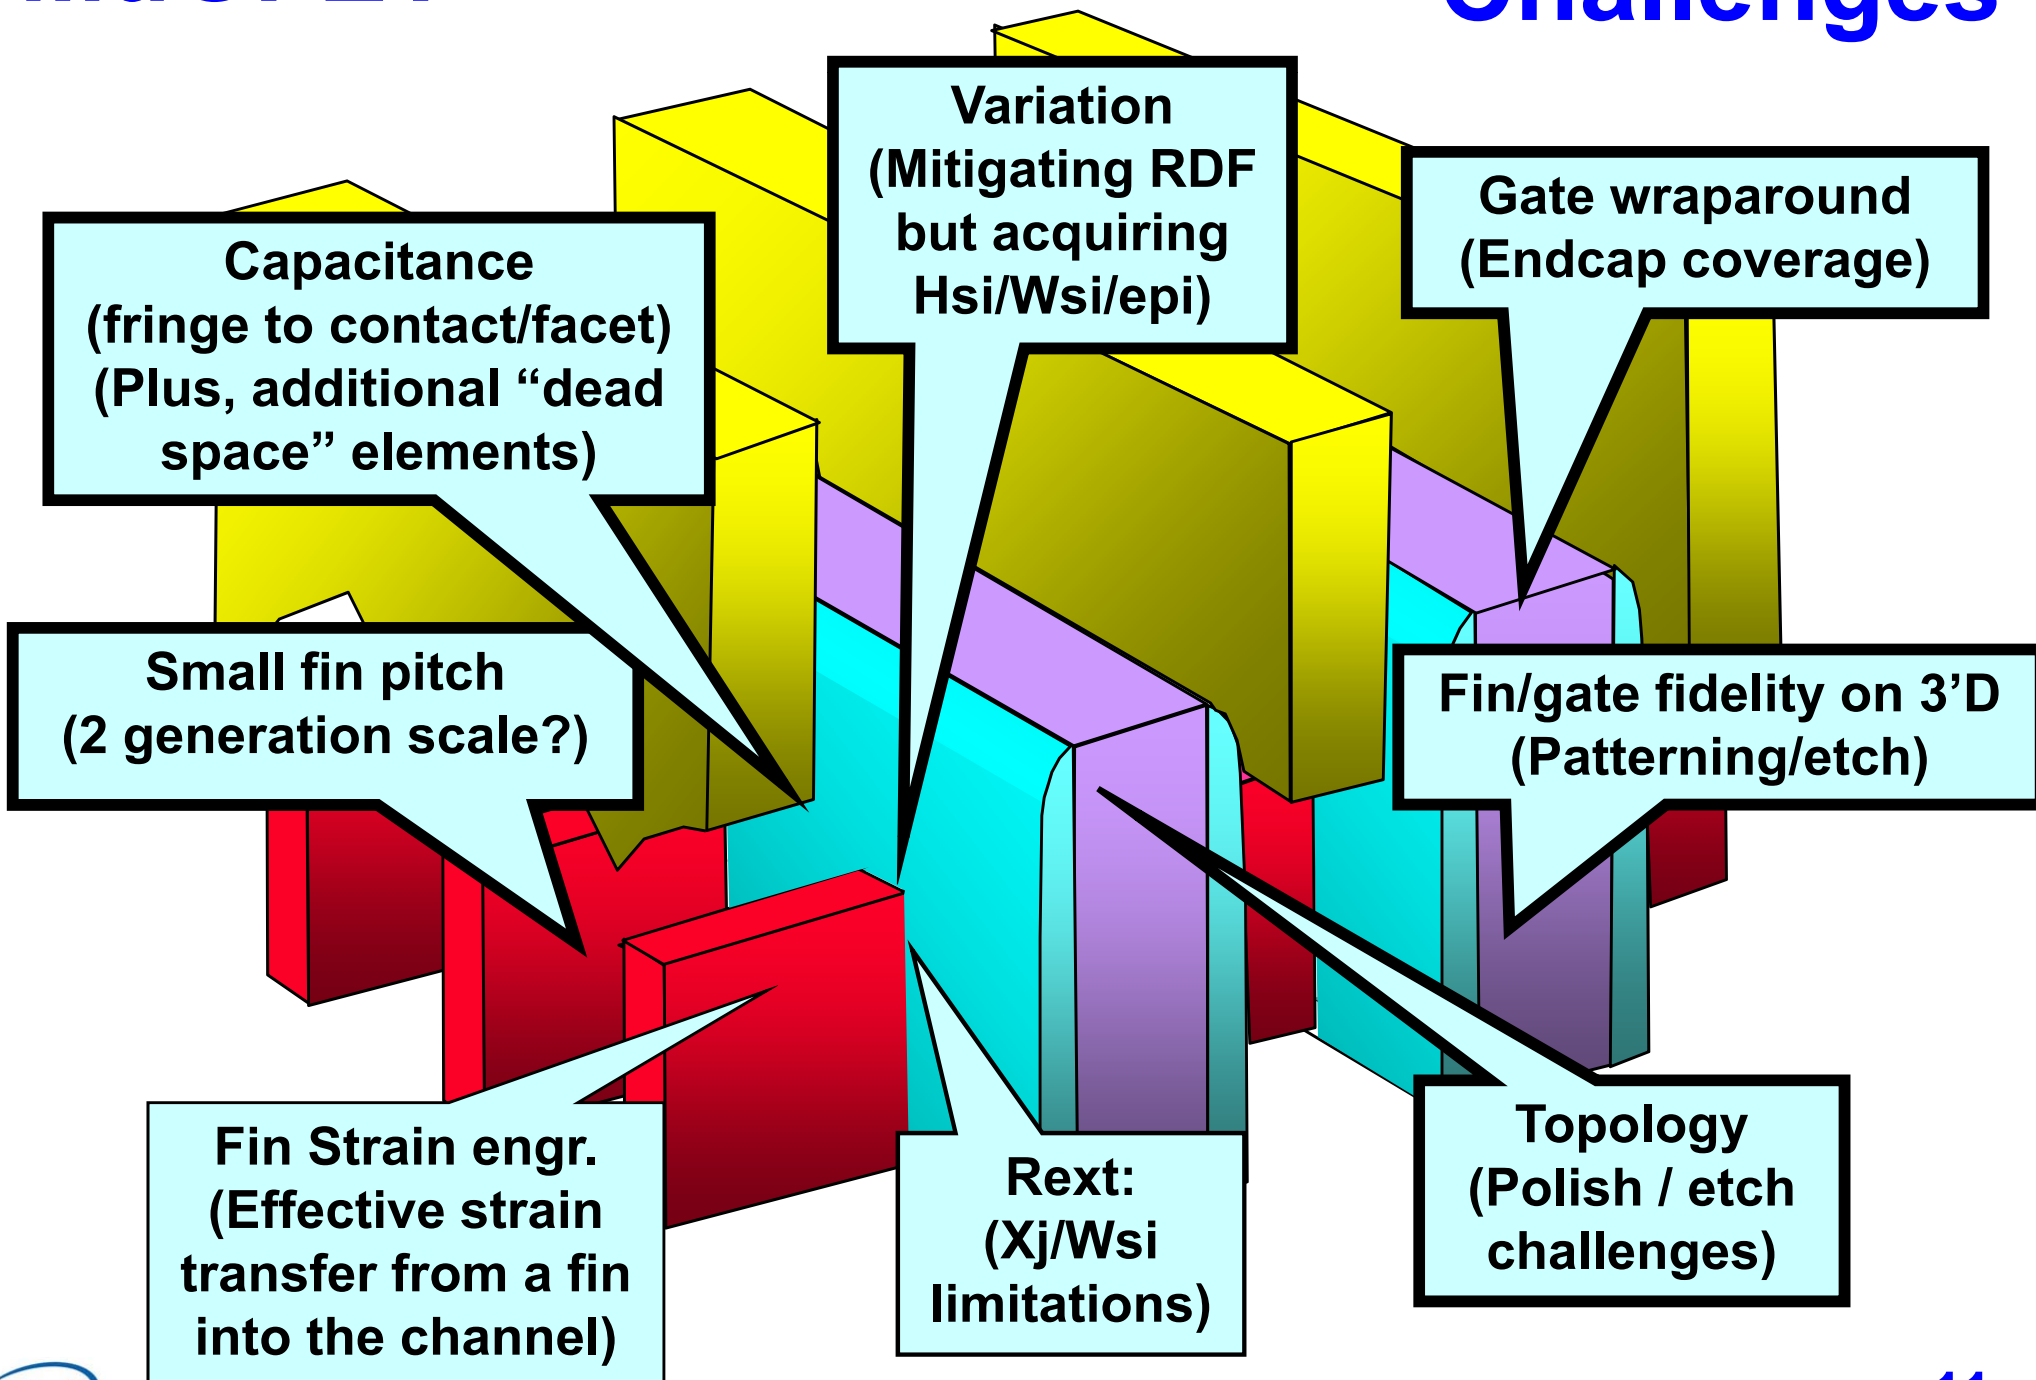 Challenges
Variation
(Mitigating RDF
but acquiring
Hsi/Wsi/epi)
Gate wraparound
(Endcap coverage)
Capacitance
(fringe to contact/facet)
(Plus, additional “dead
space” elements)
Small fin pitch
(2 generation scale?)
Fin/gate fidelity on 3’D
(Patterning/etch)
Fin Strain engr.
(Effective strain
transfer from a fin
into the channel)
Rext:
(Xj/Wsi
limitations)
Topology
(Polish / etch
challenges)